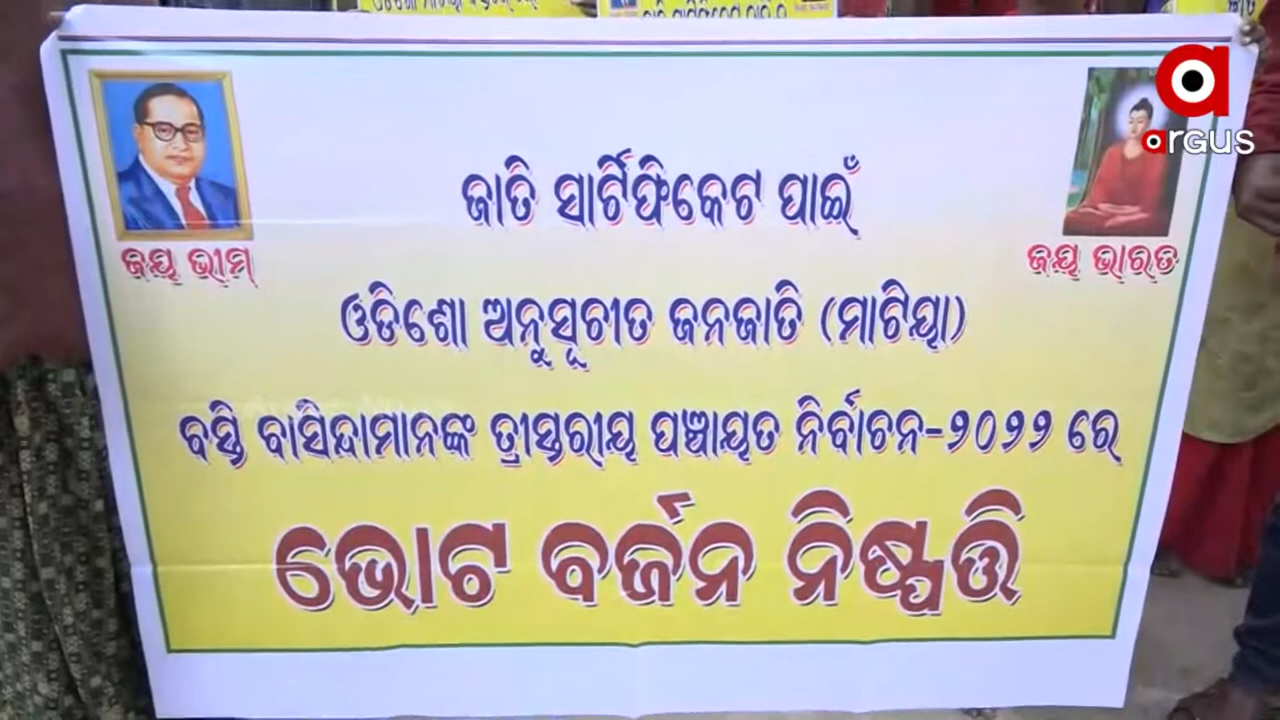 ଜାତି ସାର୍ଟିଫିକେଟ ପାଇଁ
ଜୟ ଭୀମ୍
ଜୟ ଭାରତ
ଓଡିଶୋ ଅନୁସୂଚୀତ ଜନଜାତି (ମାଟିୟା)
ବସ୍ତି ବାସିନ୍ଦାମାନଙ୍କ ତ୍ରୀସ୍ତରୀୟ ପଞ୍ଚାୟତ ନିର୍ବାଚନ-୨୦୨୨ ରେ
ଭୋଟ ବର୍ଜନ ନିଷ୍ପତ୍ତି
argus